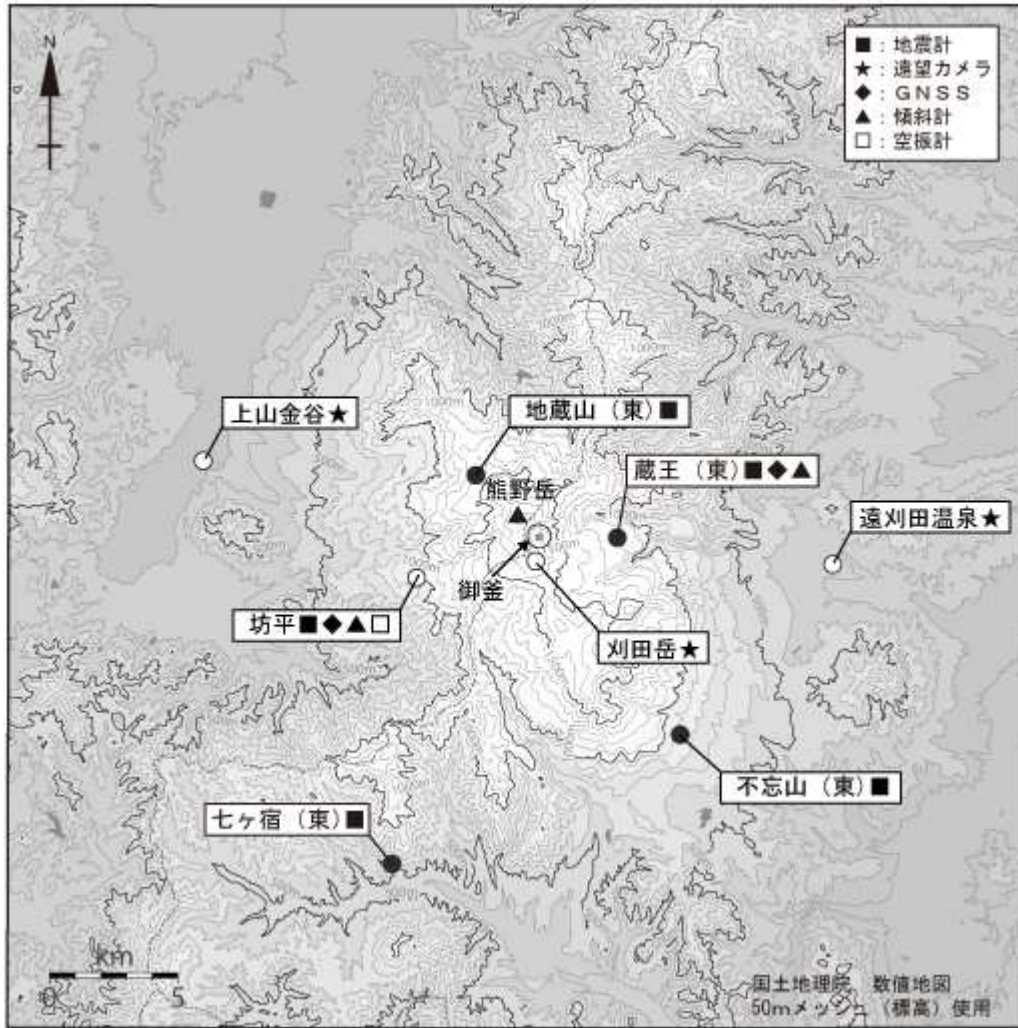 N
■:地震計
★:遠望カメラ
◆:GNSS
▲:傾斜計
□:空振計
上山金谷★
地蔵山(東)■
熊野岳
蔵王(東)■◆▲
遠刈田温泉★
御釜
坊平■◆▲□
刈田岳★
不忘山(東)■
七ヶ宿(東)■
km
0 5
国土地理院 数値地図
50mメッシュ(標高)使用